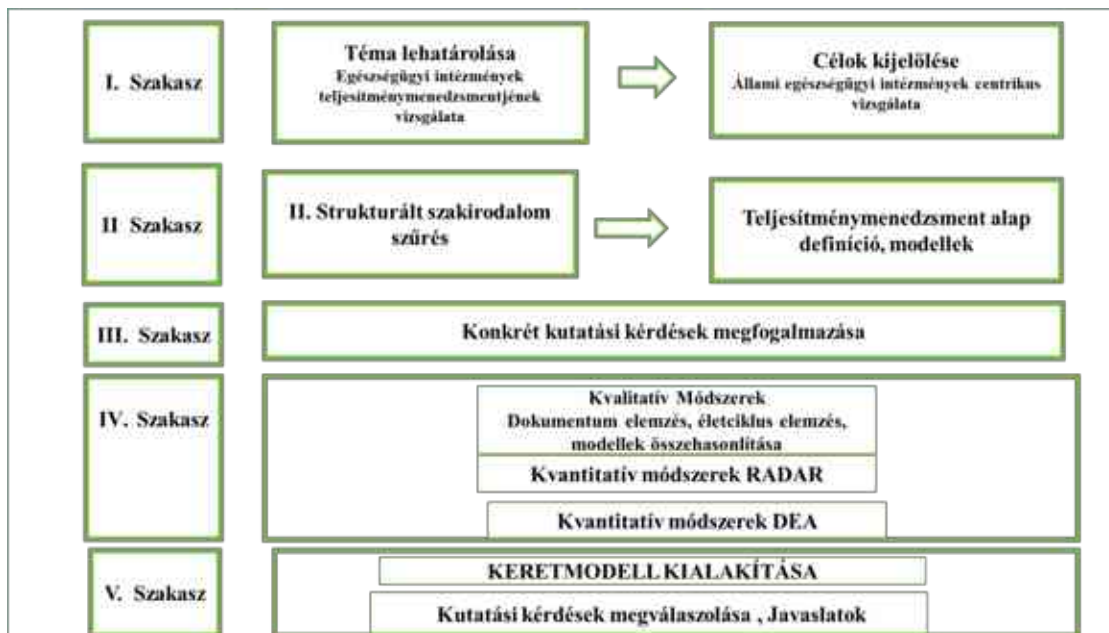 I. Szakasz
Téma lehatárolása
Egészségügyi intézmények
teljesítménymenedzsmentjének
vizsgálata
Célok kijelölése
Állami egészségügyi intézmények centrikus
vizsgálata
II Szakasz
II. Strukturált szakirodalom
szűrés
Teljesítménymenedzsment alap
definíció, modellek
III. Szakasz
Konkrét kutatási kérdések megfogalmazása
IV. Szakasz
Kvalitatív Módszerek
Dokumentum elemzés, életciklus elemzés,
modellek összehasonlítása
Kvantitatív módszerek RADAR
Kvantitatív módszerek DEA
V. Szakasz
KERETMODELL KIALAKÍTÁSA
Kutatási kérdések megválaszolása , Javaslatok